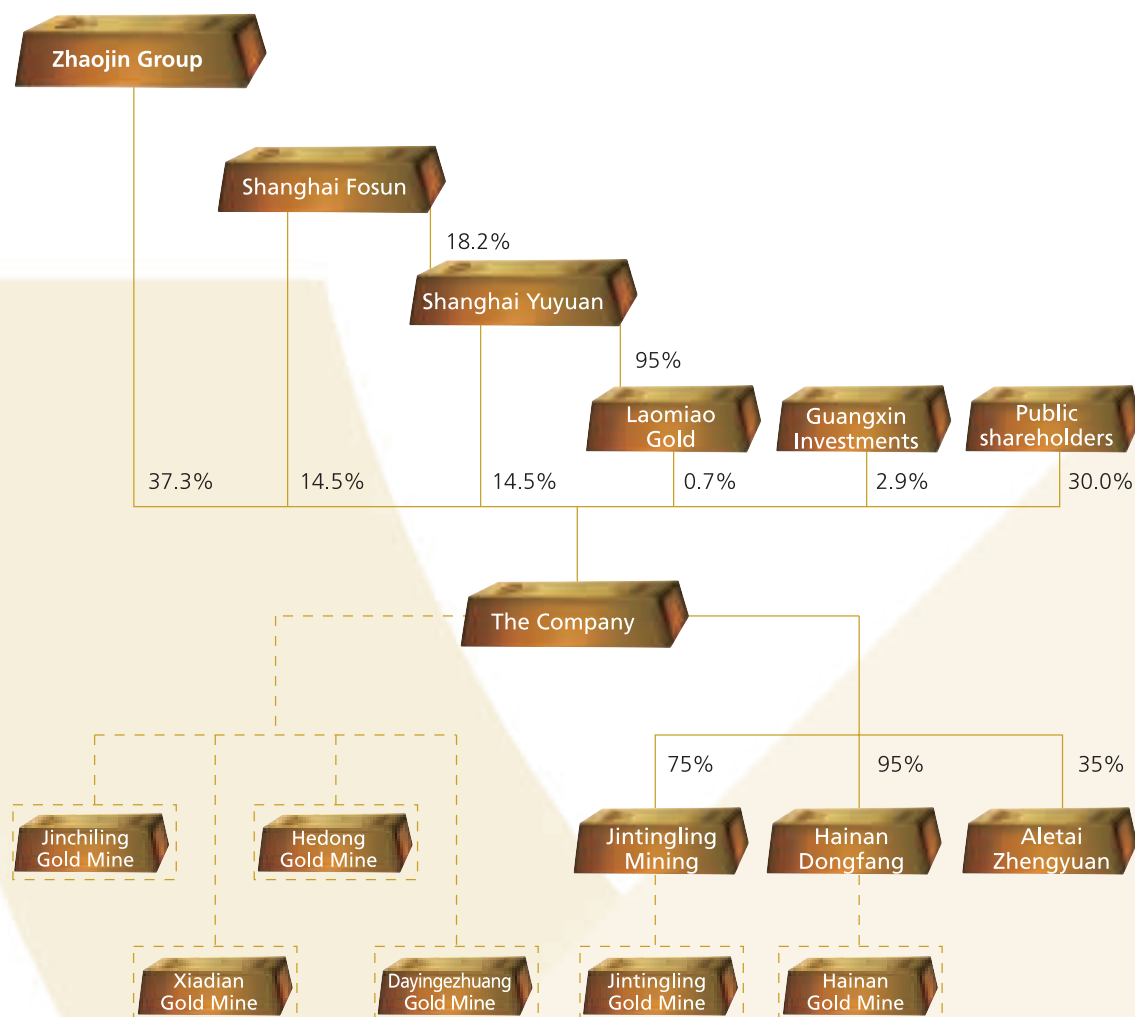 Zhaojin Group
Shanghai Fosun
18.2%
Shanghai Yuyuan
95%
Laomiao
Gold
Guangxin
Investments
Public
shareholders
37.3%
14.5%
14.5%
0.7%
2.9%
30.0%
The Company
75%
95%
35%
Jinchiling
Gold Mine
Hedong
Gold Mine
Jintingling
Mining
Hainan
Dongfang
Aletai
Zhengyuan
Xiadian
Gold Mine
Dayingezhuang
Gold Mine
Jintingling
Gold Mine
Hainan
Gold Mine